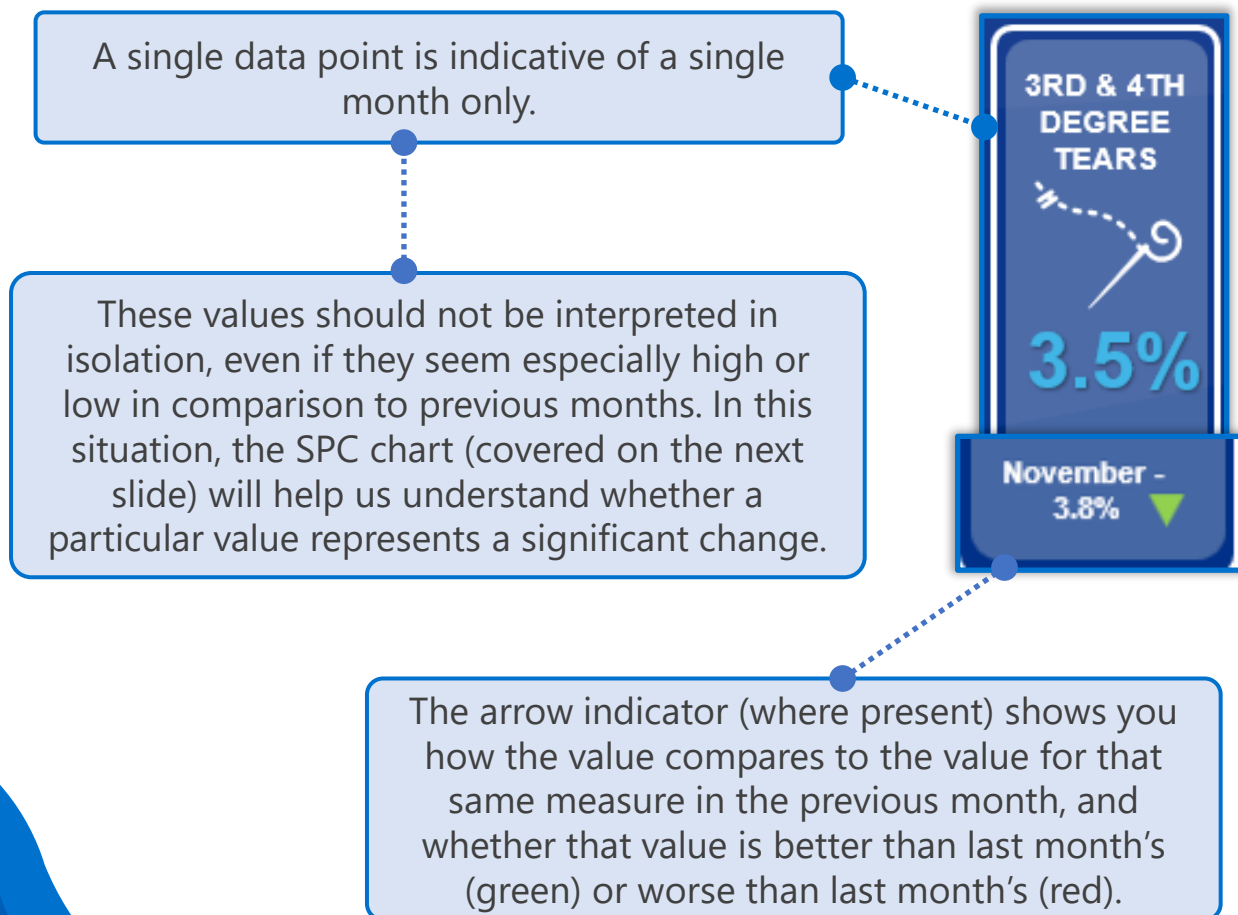 A single data point is indicative of a single
month only.
3RD & 4TH
DEGREE
TEARS
3.5%
November -
3.8%
These values should not be interpreted in
isolation, even if they seem especially high or
low in comparison to previous months. In this
situation, the SPC chart (covered on the next
slide) will help us understand whether a
particular value represents a significant change.
The arrow indicator (where present) shows you
how the value compares to the value for that
same measure in the previous month, and
whether that value is better than last month’s
(green) or worse than last month’s (red).